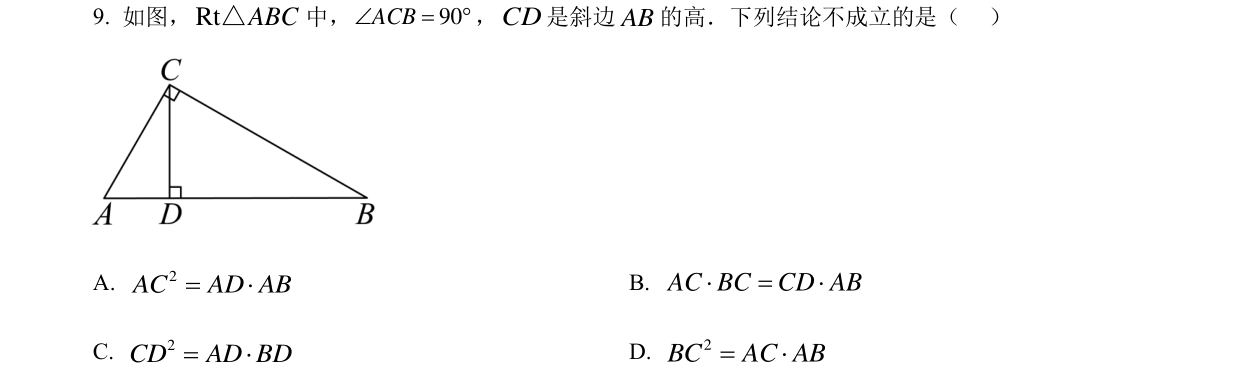 9. 如图，Rt△ABC 中，∠ACB=90°，CD 是斜边 AB 的高．下列结论不成立的是（ ）
C
A D B
A. AC² = AD·AB B. AC·BC = CD·AB
C. CD² = AD·BD D. BC² = AC·AB